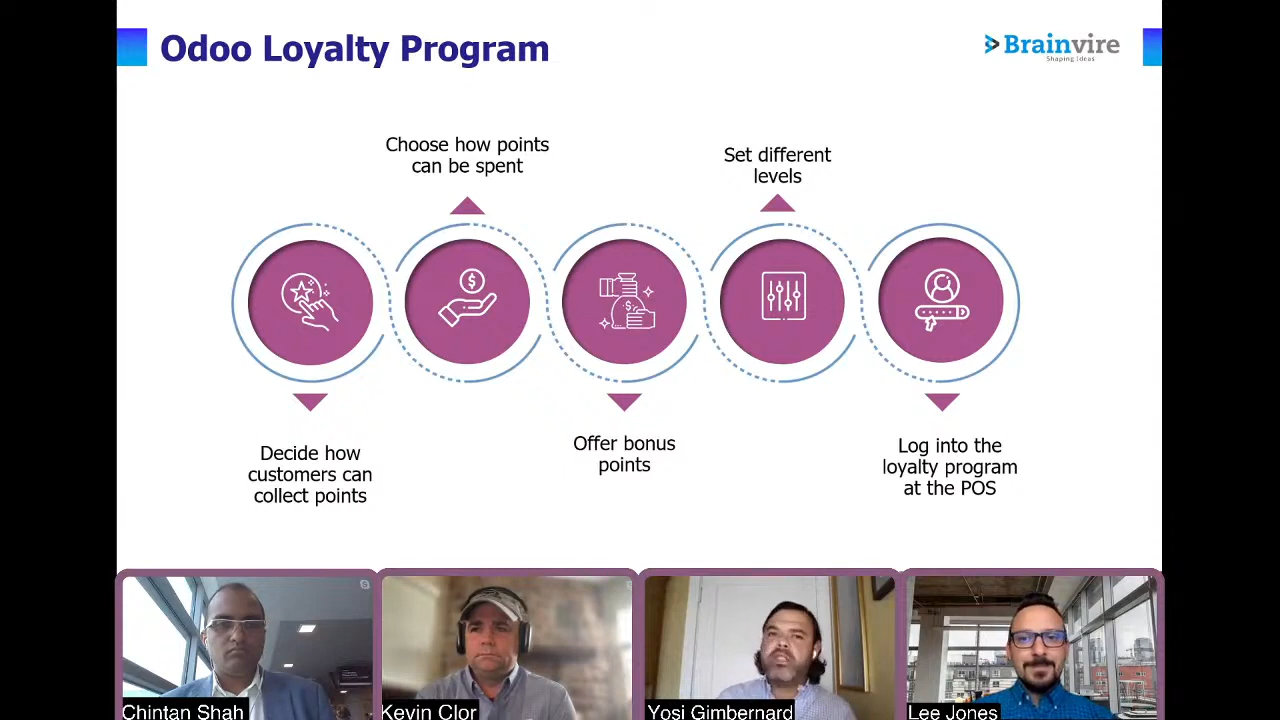 Odoo Loyalty Program
Brainvire
Shaping Ideas
Choose how points
can be spent
Set different
levels
Decide how
customers can
collect points
Offer bonus
points
Log into the
loyalty program
at the POS
Chintan Shah
Kevin Clor
Yosi Gimbernard
Lee Jones